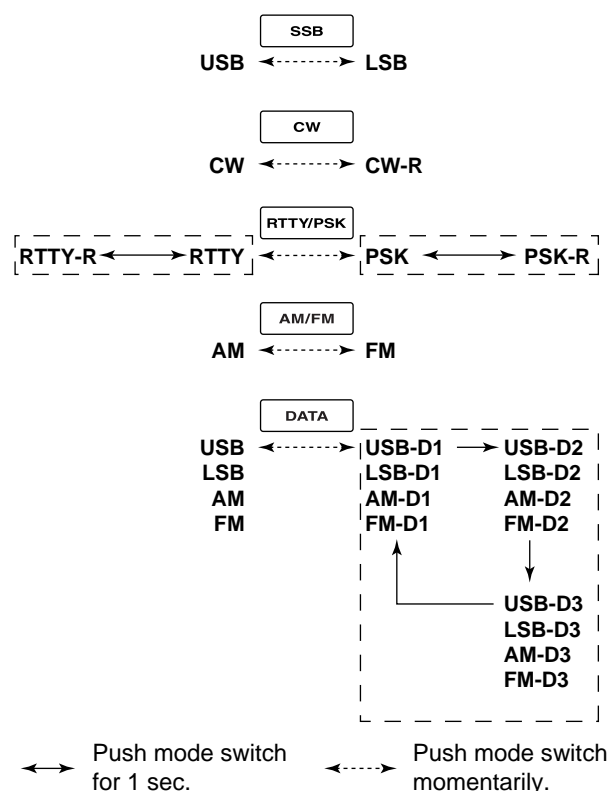 SSB
USB LSB
CW
CW CW-R
RTTY/PSK
RTTY-R RTTY PSK PSK-R
AM/FM
AM FM
DATA
USB USB-D1 USB-D2
LSB LSB-D1 LSB-D2
AM AM-D1 AM-D2
FM FM-D1 FM-D2
USB-D3
LSB-D3
AM-D3
FM-D3
Push mode switch
for 1 sec.
Push mode switch
momentarily.